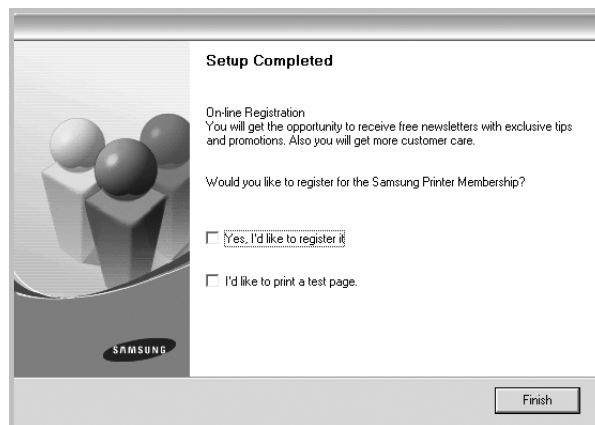 Setup Completed
On-line Registration
You will get the opportunity to receive free newsletters with exclusive tips
and promotions. Also you will get more customer care.
Would you like to register for the Samsung Printer Membership?
Yes, I'd like to register it
I'd like to print a test page.
SAMSUNG
Finish